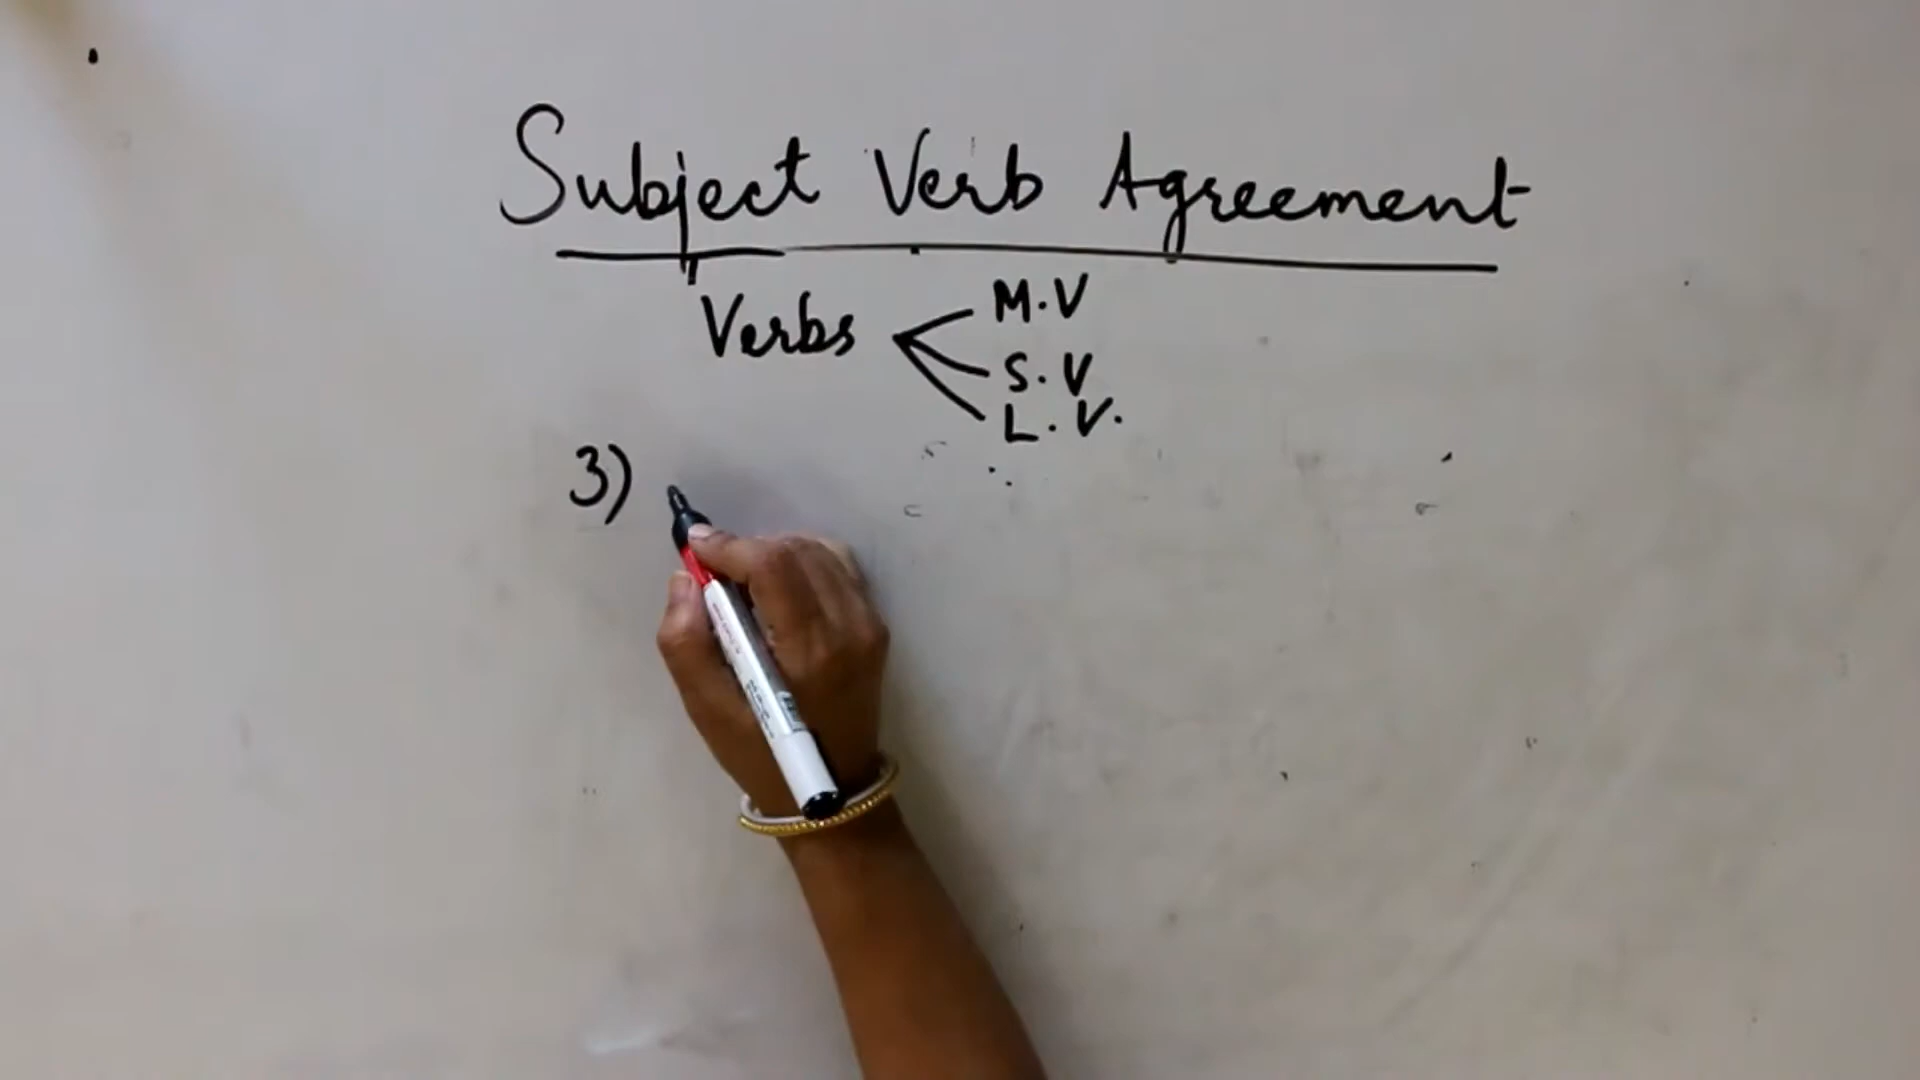 Subject Verb Agreement
Verbs
M.V
S.V
L.V.
3)